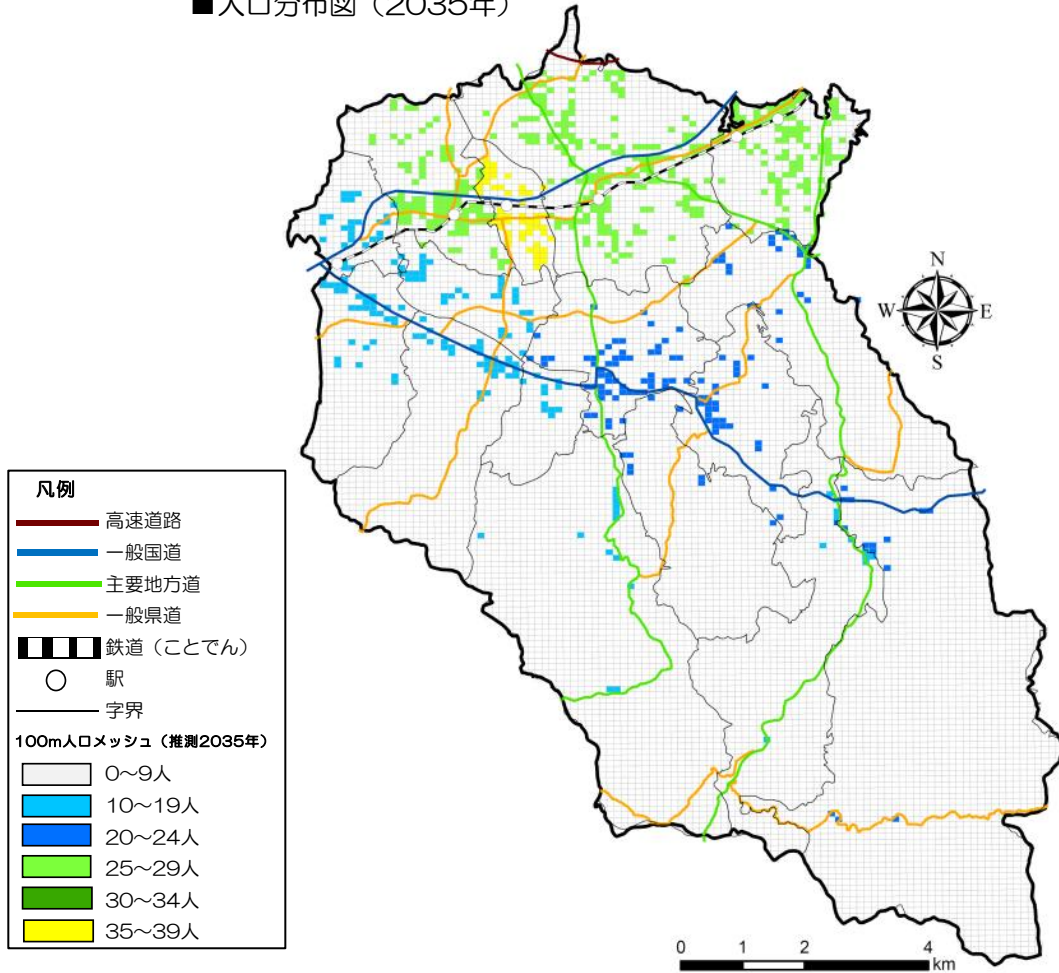 ■人口分布図（2035年）
N
W
E
S
凡例
高速道路
一般国道
主要地方道
一般県道
鉄道（ことでん）
駅
字界
100m人口メッシュ（推測2035年）
0～9人
10～19人
20～24人
25～29人
30～34人
35～39人
0 1 2 4
km